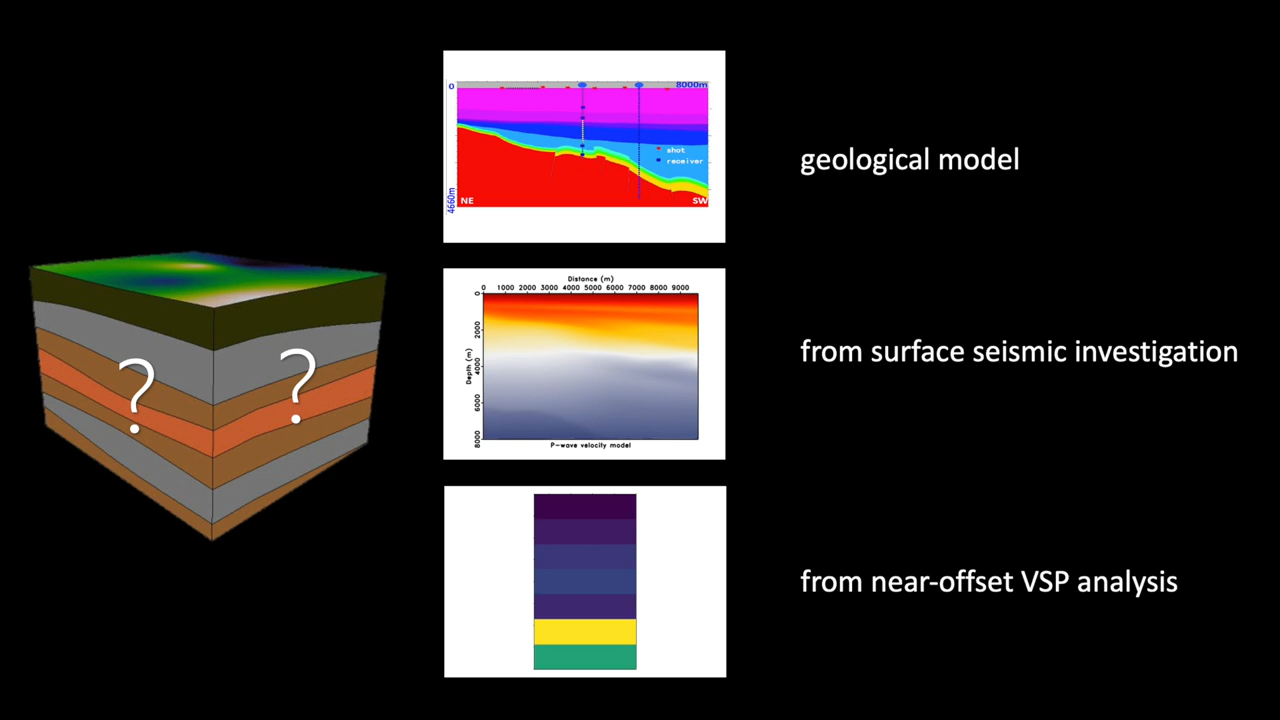 0
8000m
shot
receiver
4660m
NE
SW
geological model
Distance (m)
0 1000 2000 3000 4000 5000 6000 7000 8000 9000
0
2000
4000
6000
8000
Depth (m)
P-wave velocity model
from surface seismic investigation
? ?
from near-offset VSP analysis